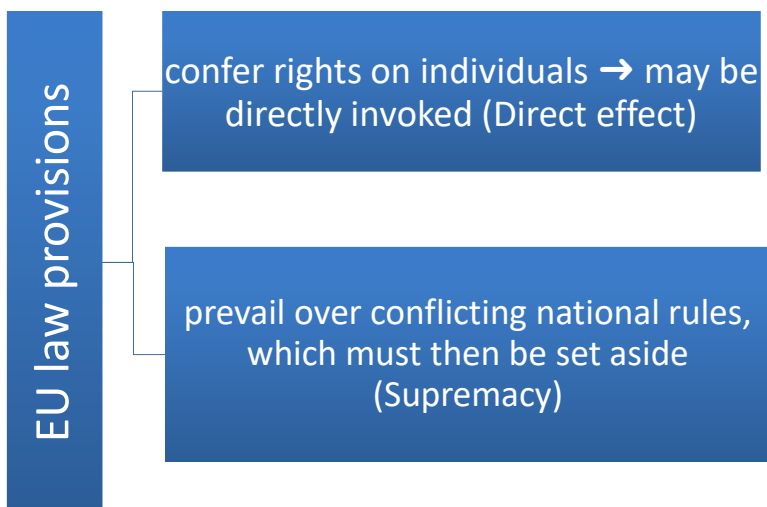 EU law provisions
confer rights on individuals ➜ may be
directly invoked (Direct effect)
prevail over conflicting national rules,
which must then be set aside
(Supremacy)